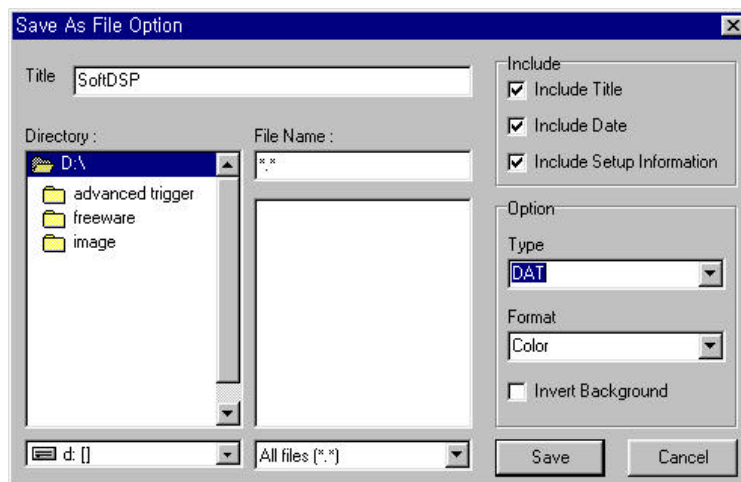 Save As File Option
Title
SoftDSP
Directory :
D:\
advanced trigger
freeware
image
d: []
File Name :
*.*
All files (*.*)
Include
Include Title
Include Date
Include Setup Information
Option
Type
DAT
Format
Color
Invert Background
Save
Cancel